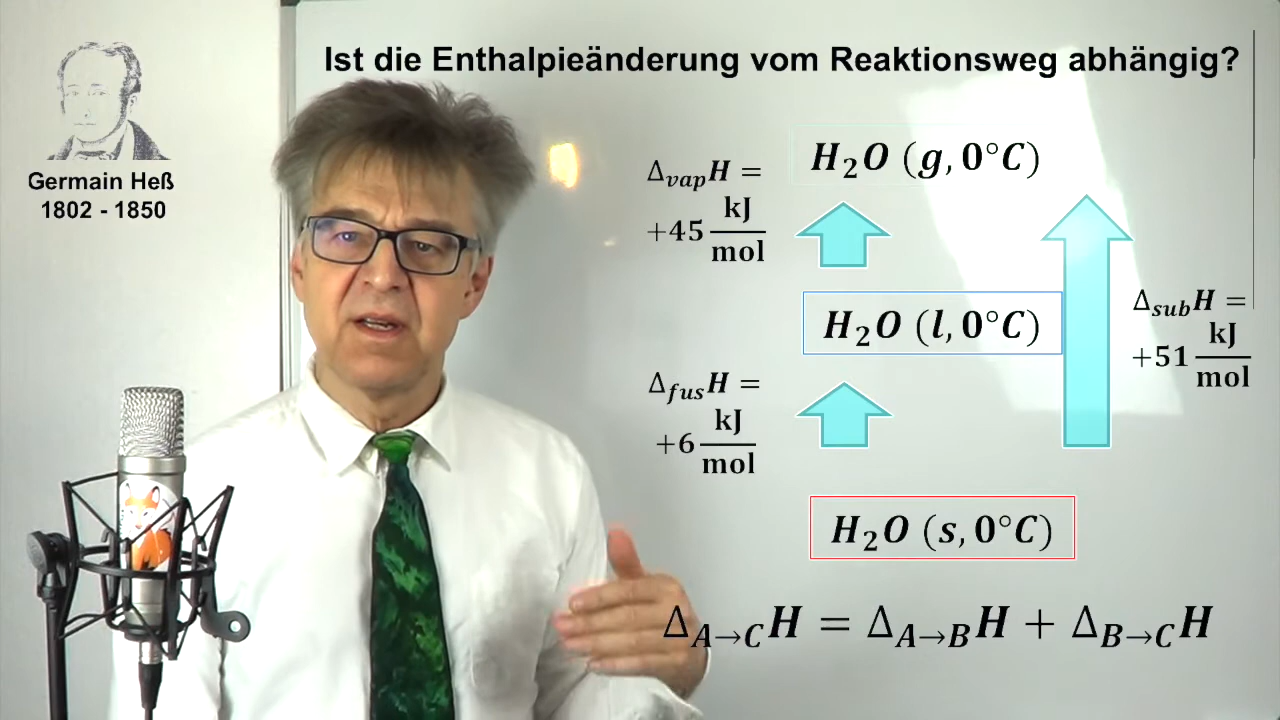 Ist die Enthalpieänderung vom Reaktionsweg abhängig?
Germain Heß
1802 - 1850
H₂O (g, 0°C)
Δ_vap H =
+45 kJ/mol
H₂O (l, 0°C)
Δ_sub H =
+51 kJ/mol
Δ_fus H =
+6 kJ/mol
H₂O (s, 0°C)
Δ_A→C H = Δ_A→B H + Δ_B→C H